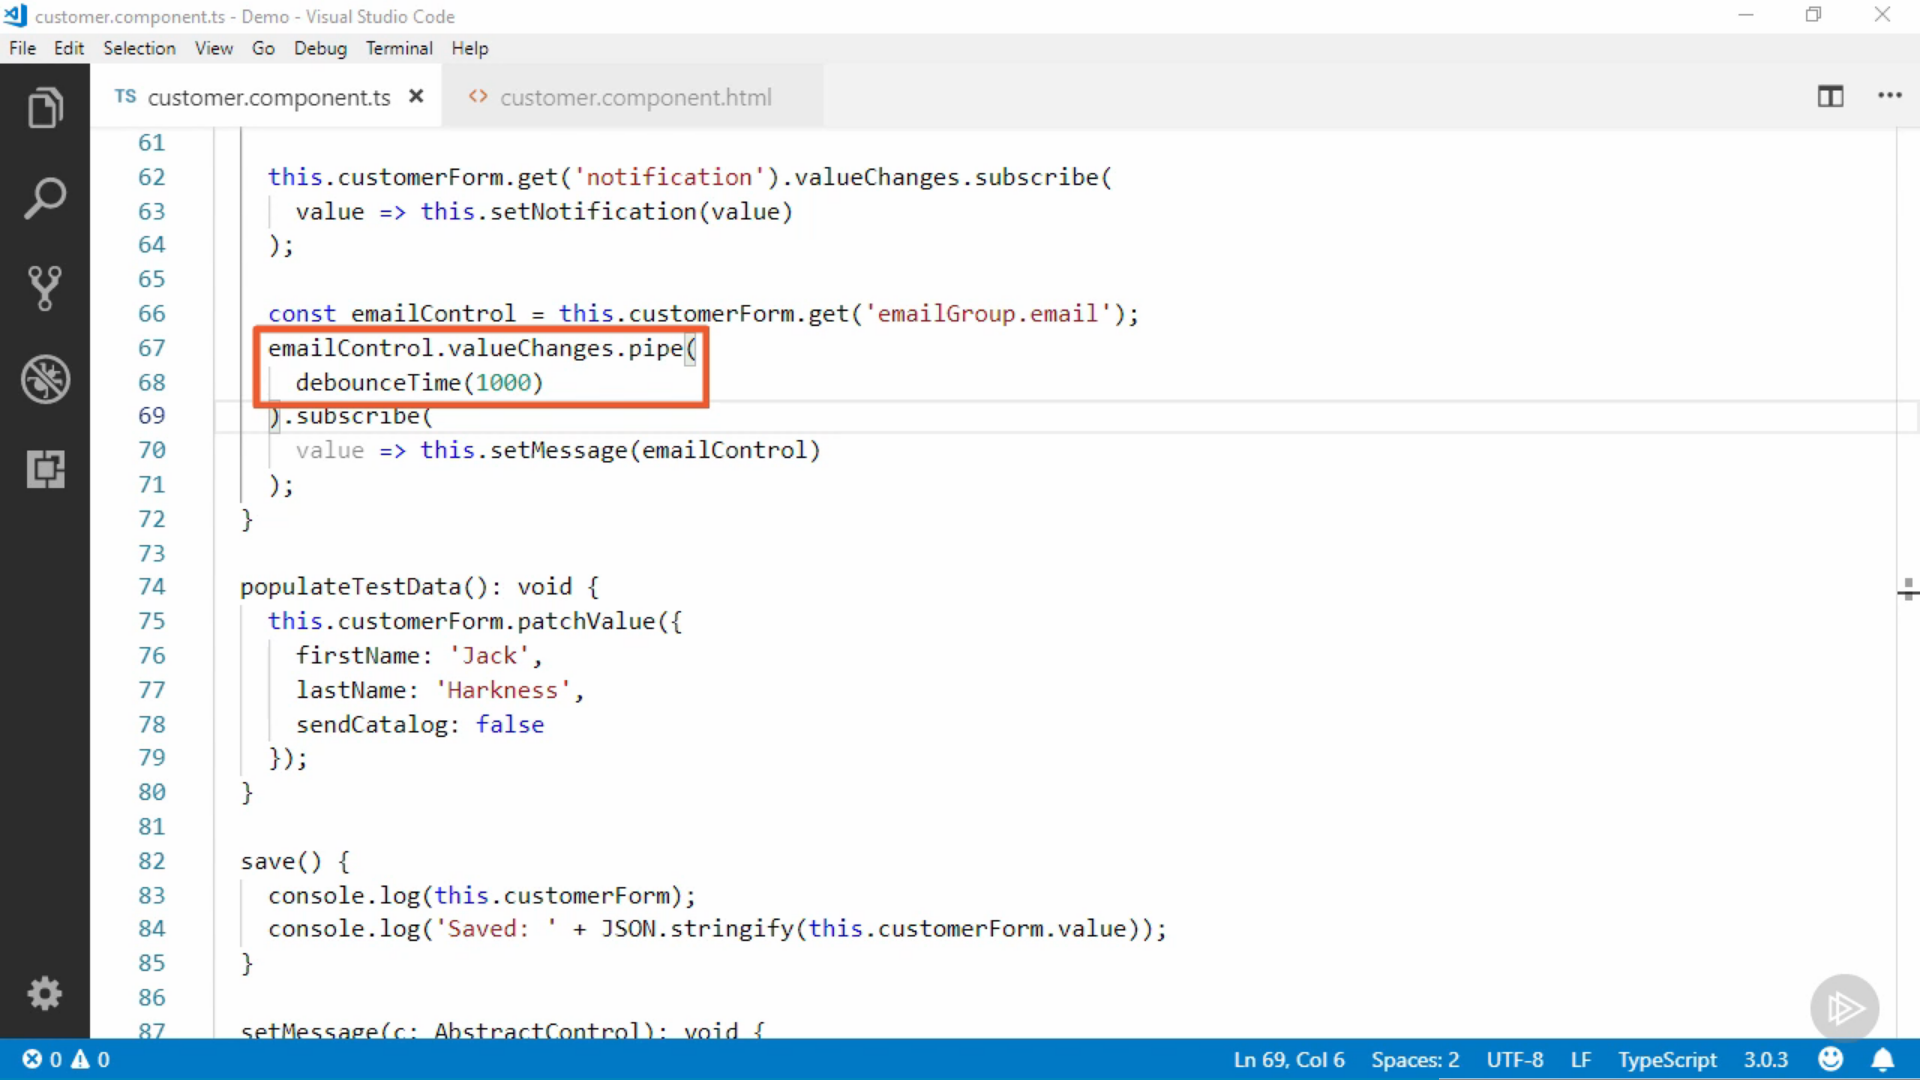 customer.component.ts - Demo - Visual Studio Code
File Edit Selection View Go Debug Terminal Help
TS customer.component.ts × <> customer.component.html ...
61
62 this.customerForm.get('notification').valueChanges.subscribe(
63 value => this.setNotification(value)
64 );
65
66 const emailControl = this.customerForm.get('emailGroup.email');
67 emailControl.valueChanges.pipe(
68 debounceTime(1000)
69 ).subscribe(
70 value => this.setMessage(emailControl)
71 );
72 }
73
74 populateTestData(): void {
75 this.customerForm.patchValue({
76 firstName: 'Jack',
77 lastName: 'Harkness',
78 sendCatalog: false
79 });
80 }
81
82 save() {
83 console.log(this.customerForm);
84 console.log('Saved: ' + JSON.stringify(this.customerForm.value));
85 }
86
87 setMessage(c: AbstractControl): void {
0 0 Ln 69, Col 6 Spaces: 2 UTF-8 LF TypeScript 3.0.3